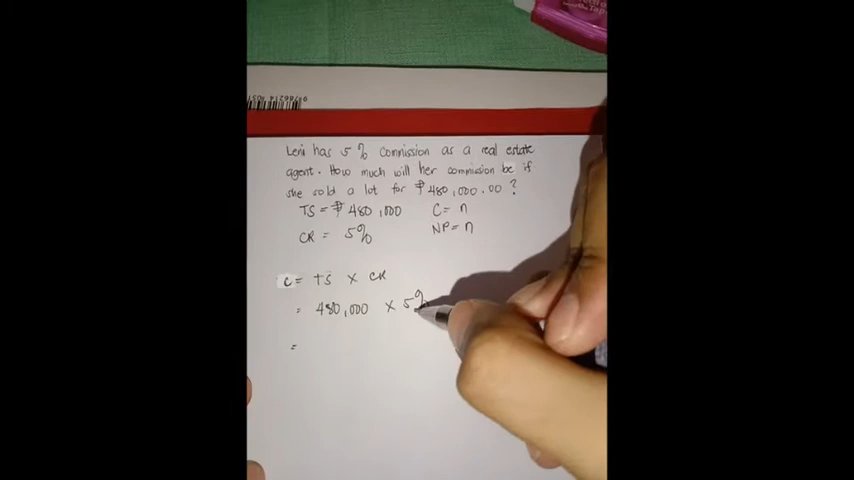 Leni has 5% commission as a real estate
agent. How much will her commission be if
she sold a lot for ₱480,000.00?
TS = ₱480,000 C = n
CR = 5% NP = n
C = TS x CR
= 480,000 x 5%
=